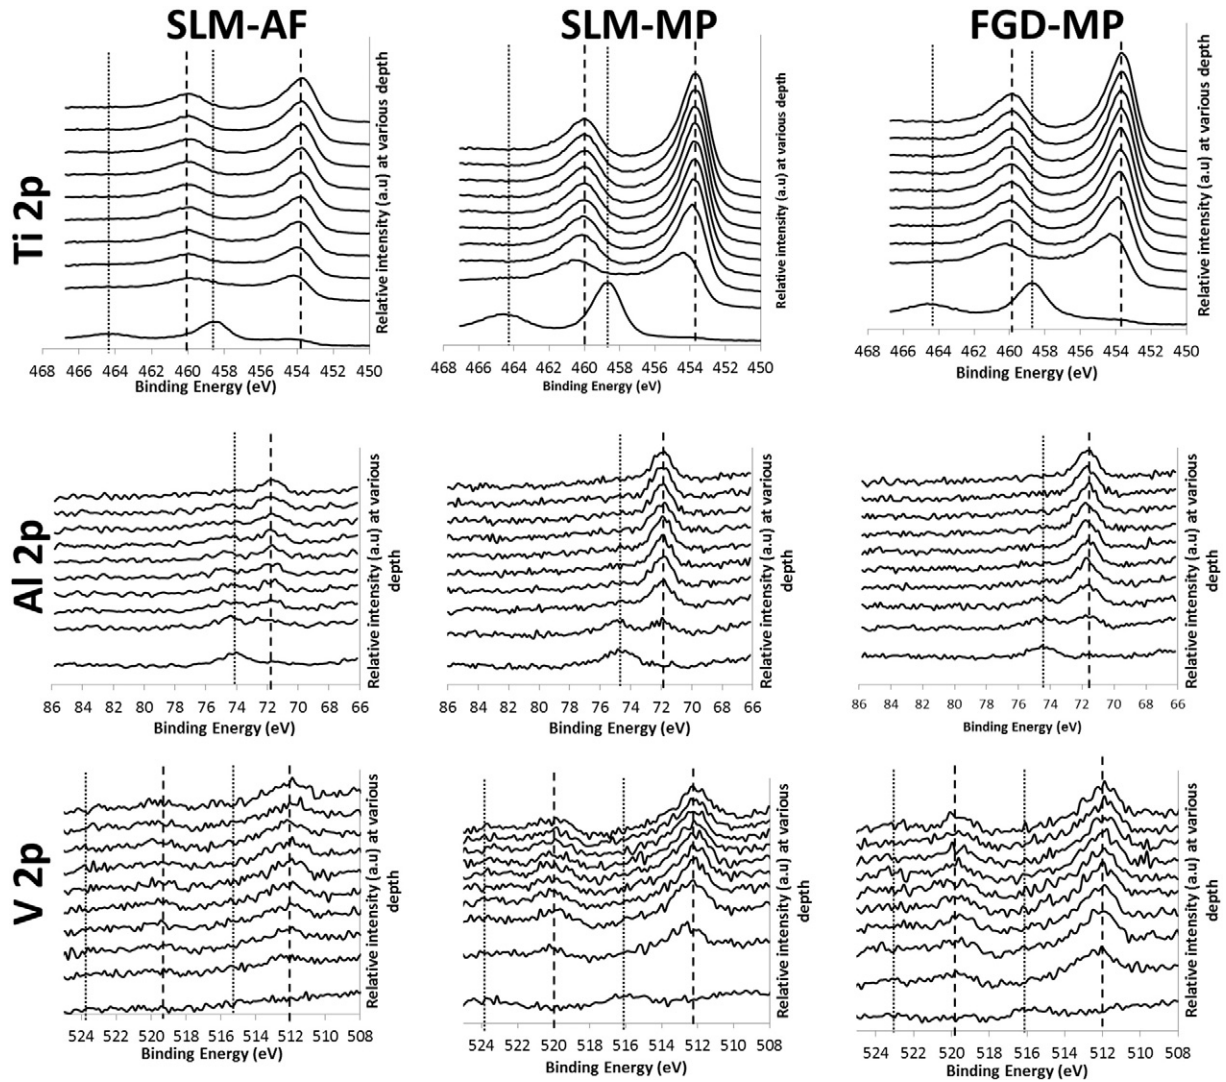 SLM-AF
SLM-MP
FGD-MP
Ti 2p
468 466 464 462 460 458 456 454 452 450
Binding Energy (eV)
Relative intensity (a.u) at various depth
468 466 464 462 460 458 456 454 452 450
Binding Energy (eV)
Relative intensity (a.u) at various depth
468 466 464 462 460 458 456 454 452 450
Binding Energy (eV)
Relative intensity (a.u) at various depth
Al 2p
86 84 82 80 78 76 74 72 70 68 66
Binding Energy (eV)
Relative intensity (a.u) at various
depth
86 84 82 80 78 76 74 72 70 68 66
Binding Energy (eV)
Relative intensity (a.u) at various
depth
86 84 82 80 78 76 74 72 70 68 66
Binding Energy (eV)
Relative intensity (a.u) at various
depth
V 2p
524 522 520 518 516 514 512 510 508
Binding Energy (eV)
Relative intensity (a.u) at various
depth
524 522 520 518 516 514 512 510 508
Binding Energy (eV)
Relative intensity (a.u) at various
depth
524 522 520 518 516 514 512 510 508
Binding Energy (eV)
Relative intensity (a.u) at various
depth